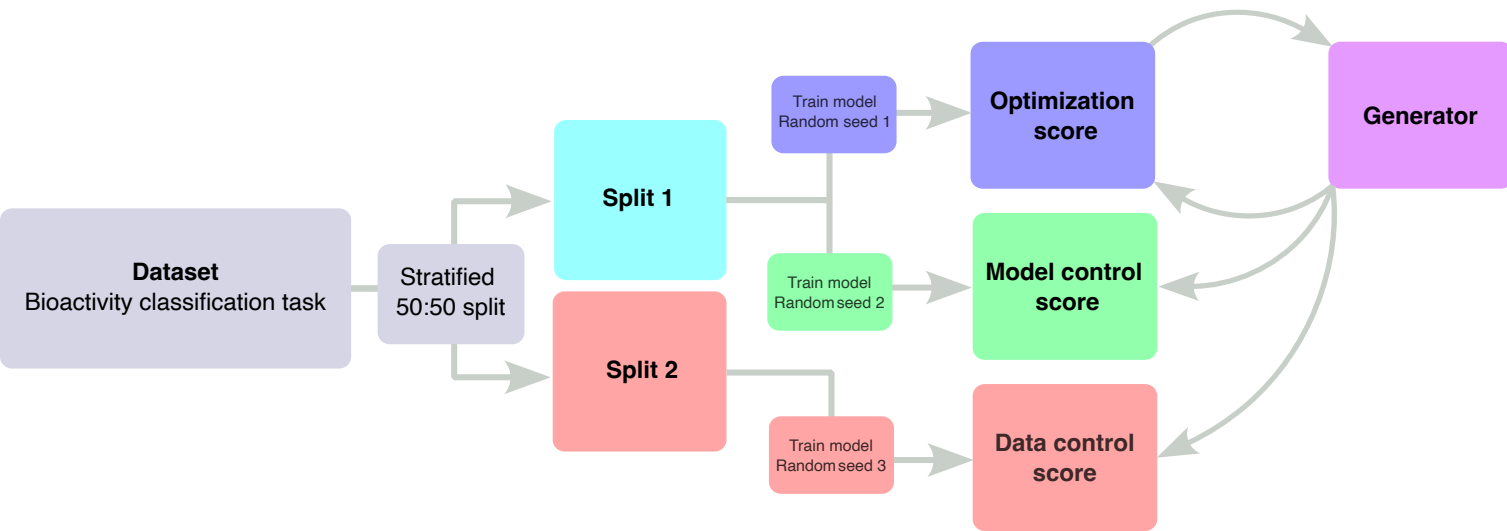 Dataset
Bioactivity classification task
Stratified
50:50 split
Split 1
Split 2
Train model
Random seed 1
Train model
Random seed 2
Train model
Random seed 3
Optimization
score
Model control
score
Data control
score
Generator